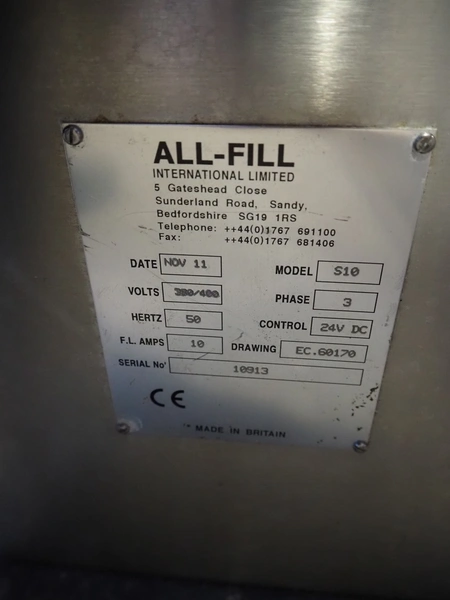 ALL-FILL
INTERNATIONAL LIMITED
5 Gateshead Close
Sunderland Road, Sandy,
Bedfordshire SG19 1RS
Telephone: ++44(0)1767 691100
Fax: ++44(0)1767 681406
DATE NOV 11 MODEL S10
VOLTS 380/400 PHASE 3
HERTZ 50 CONTROL 24V DC
F.L. AMPS 10 DRAWING EC.60170
SERIAL No' 10913
CE
MADE IN BRITAIN